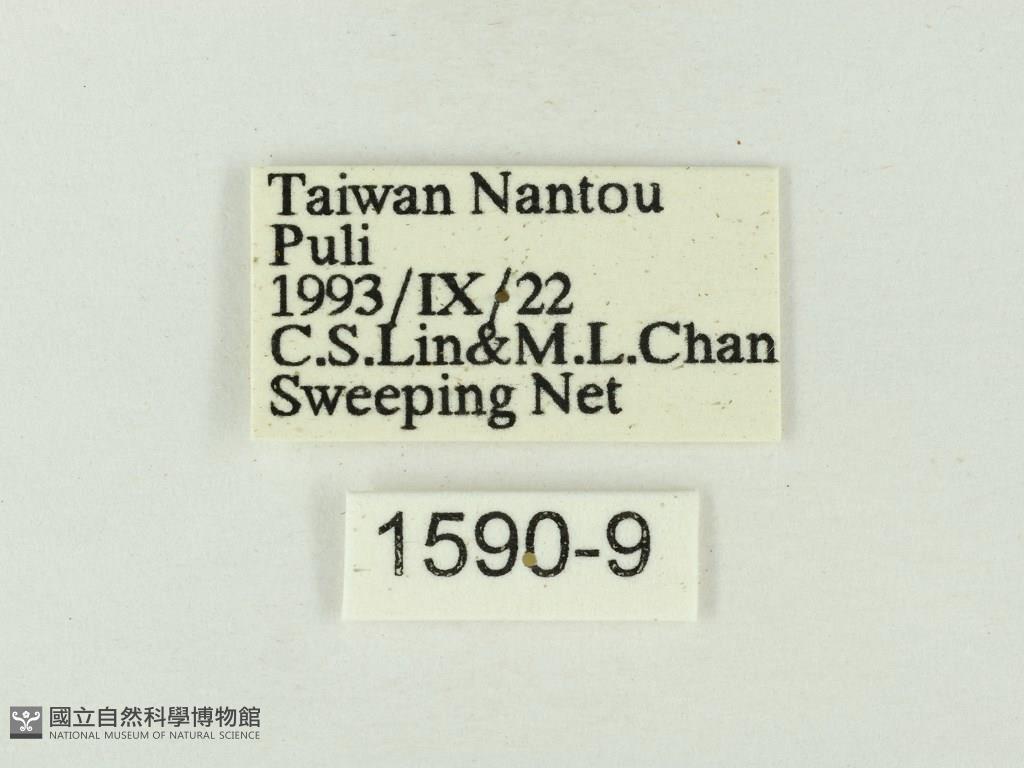 Taiwan Nantou
Puli
1993/IX/22
C.S.Lin&M.L.Chan
Sweeping Net
1590-9
國立自然科學博物館
NATIONAL MUSEUM OF NATURAL SCIENCE